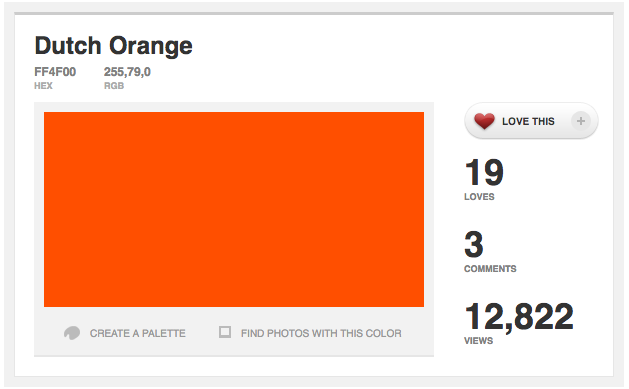 Dutch Orange
FF4F00 255,79,0
HEX RGB
LOVE THIS
19
LOVES
3
COMMENTS
12,822
VIEWS
CREATE A PALETTE FIND PHOTOS WITH THIS COLOR